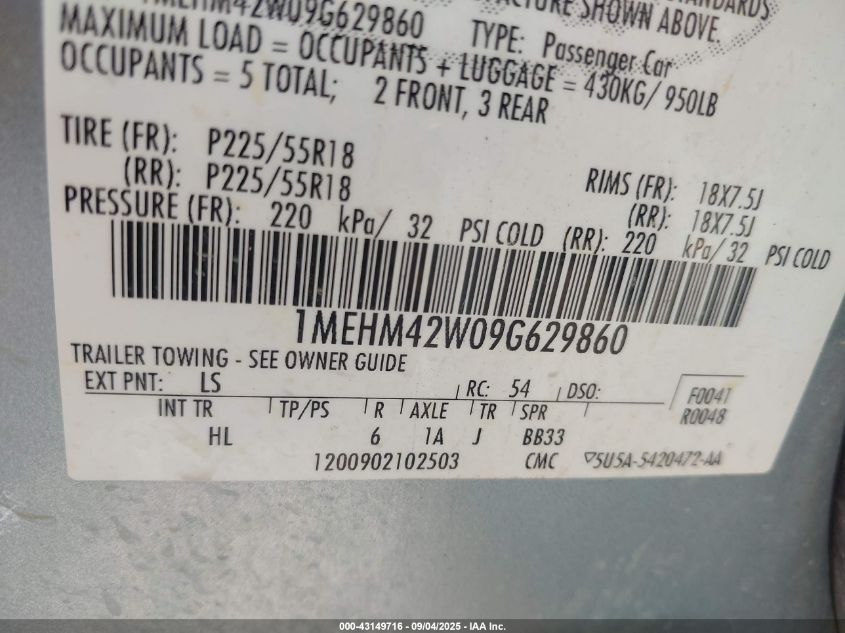 1MEHM42W09G629860
SHOWN ABOVE.
TYPE: Passenger Car
MAXIMUM LOAD = OCCUPANTS + LUGGAGE = 430KG/ 950LB
OCCUPANTS = 5 TOTAL; 2 FRONT, 3 REAR
TIRE (FR): P225/55R18 RIMS (FR): 18X7.5J
(RR): P225/55R18 (RR): 18X7.5J
PRESSURE (FR): 220 kPa/ 32 PSI COLD (RR): 220 kPa/ 32 PSI COLD
1MEHM42W09G629860
TRAILER TOWING - SEE OWNER GUIDE
EXT PNT: LS RC: 54 DSO: F0041
INT TR TP/PS R AXLE TR SPR R0048
HL 6 1A J BB33
1200902102503 CMC ▽5U5A-5420472-AA
000-43149716 - 09/04/2025 - IAA Inc.